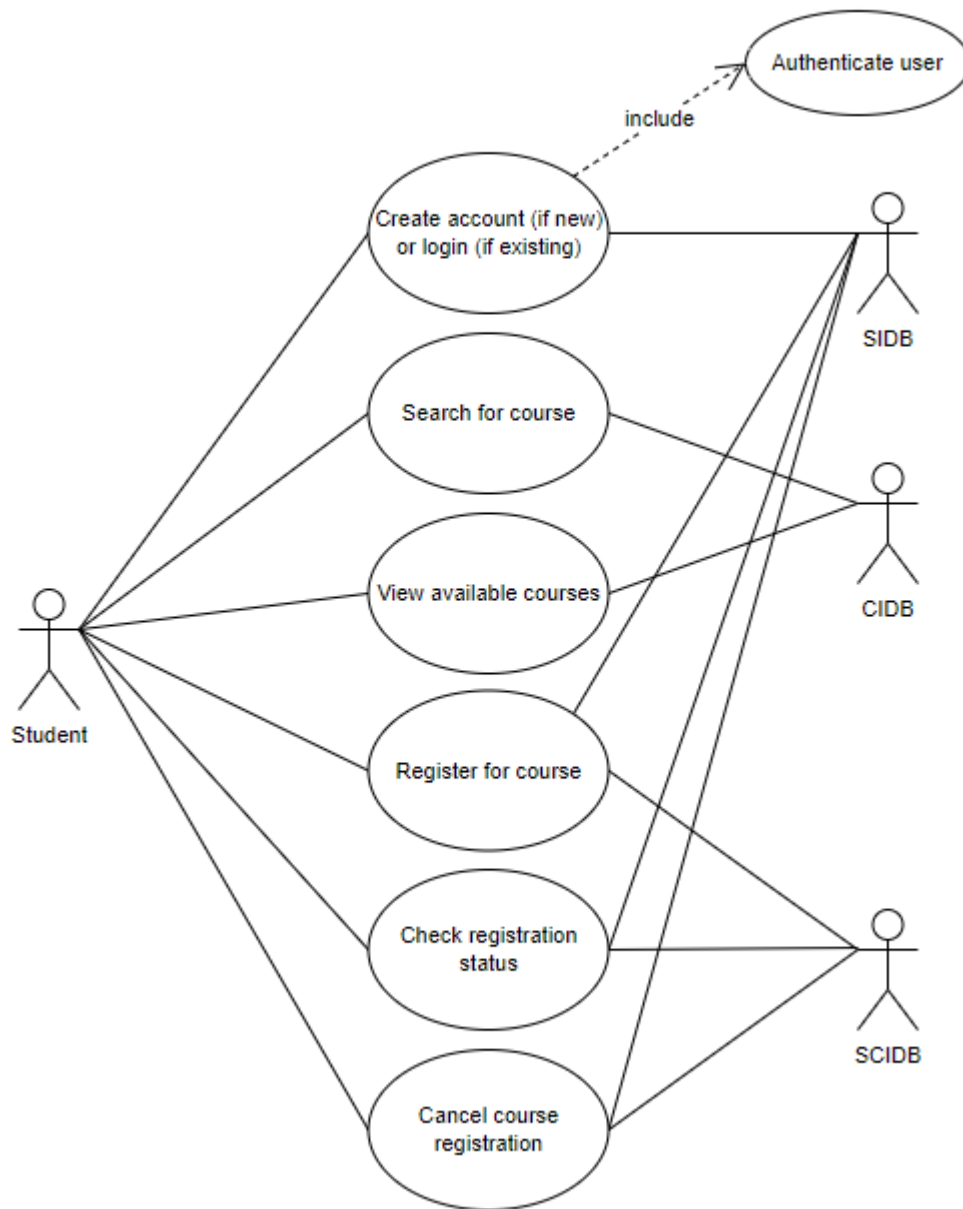 Authenticate user
include
Create account (if new)
or login (if existing)
SIDB
Search for course
CIDB
View available courses
Student
Register for course
Check registration
status
SCIDB
Cancel course
registration